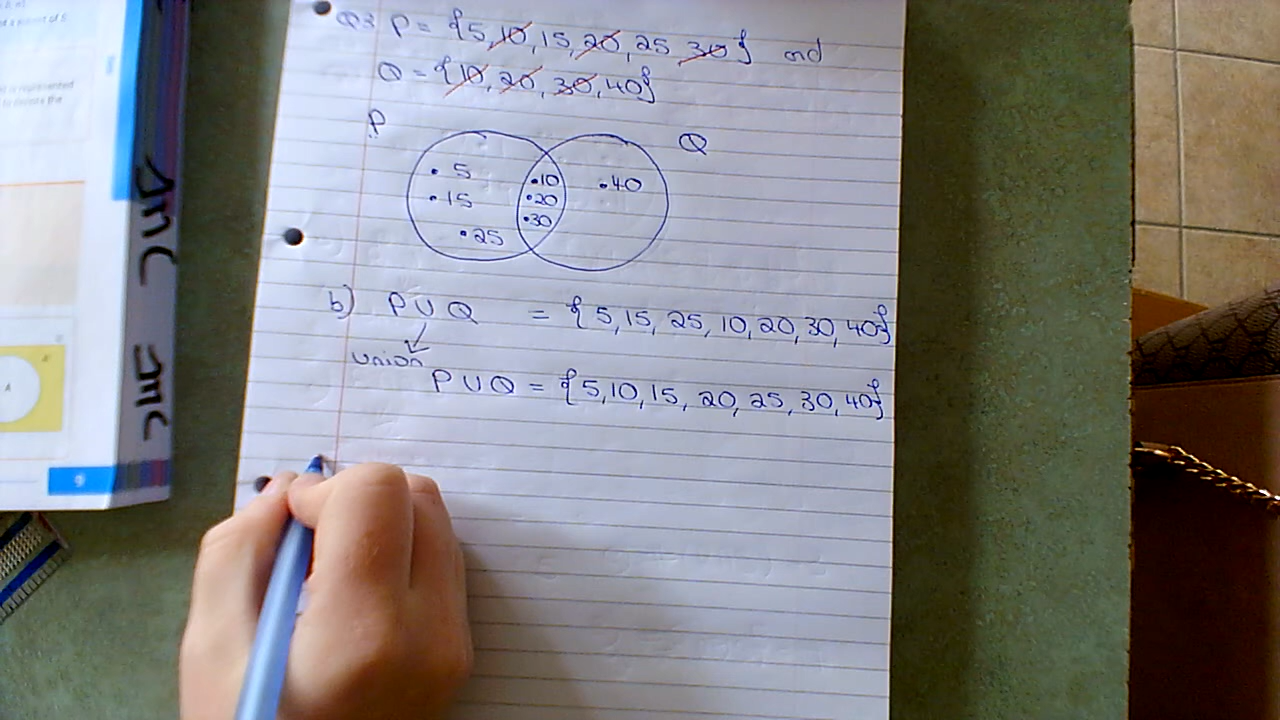 Q3 P = {5, 10, 15, 20, 25, 30} and
Q = {10, 20, 30, 40}
P
Q
.5
.15
.25
.10
.20
.30
.40
b) P∪Q = {5, 15, 25, 10, 20, 30, 40}
union
P∪Q = {5, 10, 15, 20, 25, 30, 40}
A
9